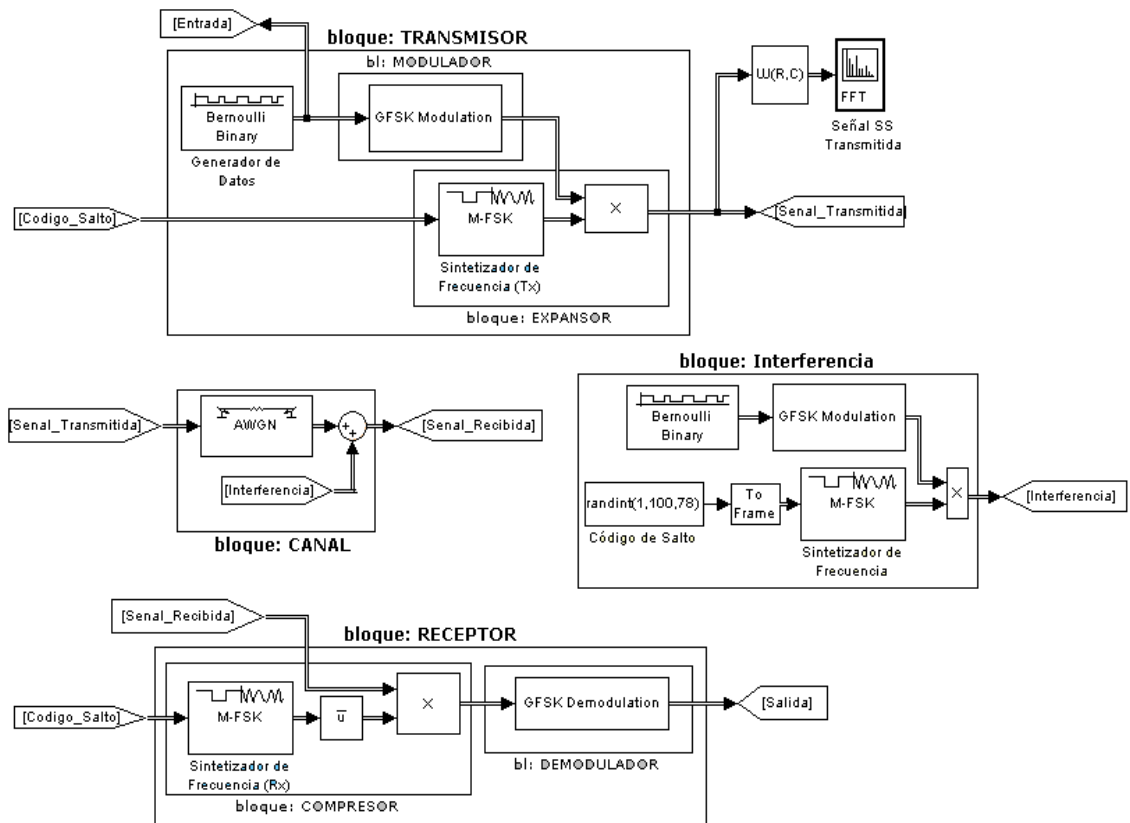 [Entrada]
bloque: TRANSMISOR
bl: MODULADOR
Bernoulli
Binary
Generador de
Datos
GFSK Modulation
U(R,C)
FFT
Señal SS
Transmitida
[Codigo_Salto]
M-FSK
Sintetizador de
Frecuencia (Tx)
×
[Senal_Transmitida]
bloque: EXPANSOR
bloque: Interferencia
[Senal_Transmitida]
AWGN
+
+
[Senal_Recibida]
[Interferencia]
bloque: CANAL
Bernoulli
Binary
GFSK Modulation
randint(1,100,78)
Código de Salto
To
Frame
M-FSK
Sintetizador de
Frecuencia
×
[Interferencia]
[Senal_Recibida]
bloque: RECEPTOR
[Codigo_Salto]
M-FSK
Sintetizador de
Frecuencia (Rx)
u̅
×
bloque: COMPRESOR
GFSK Demodulation
bl: DEMODULADOR
[Salida]